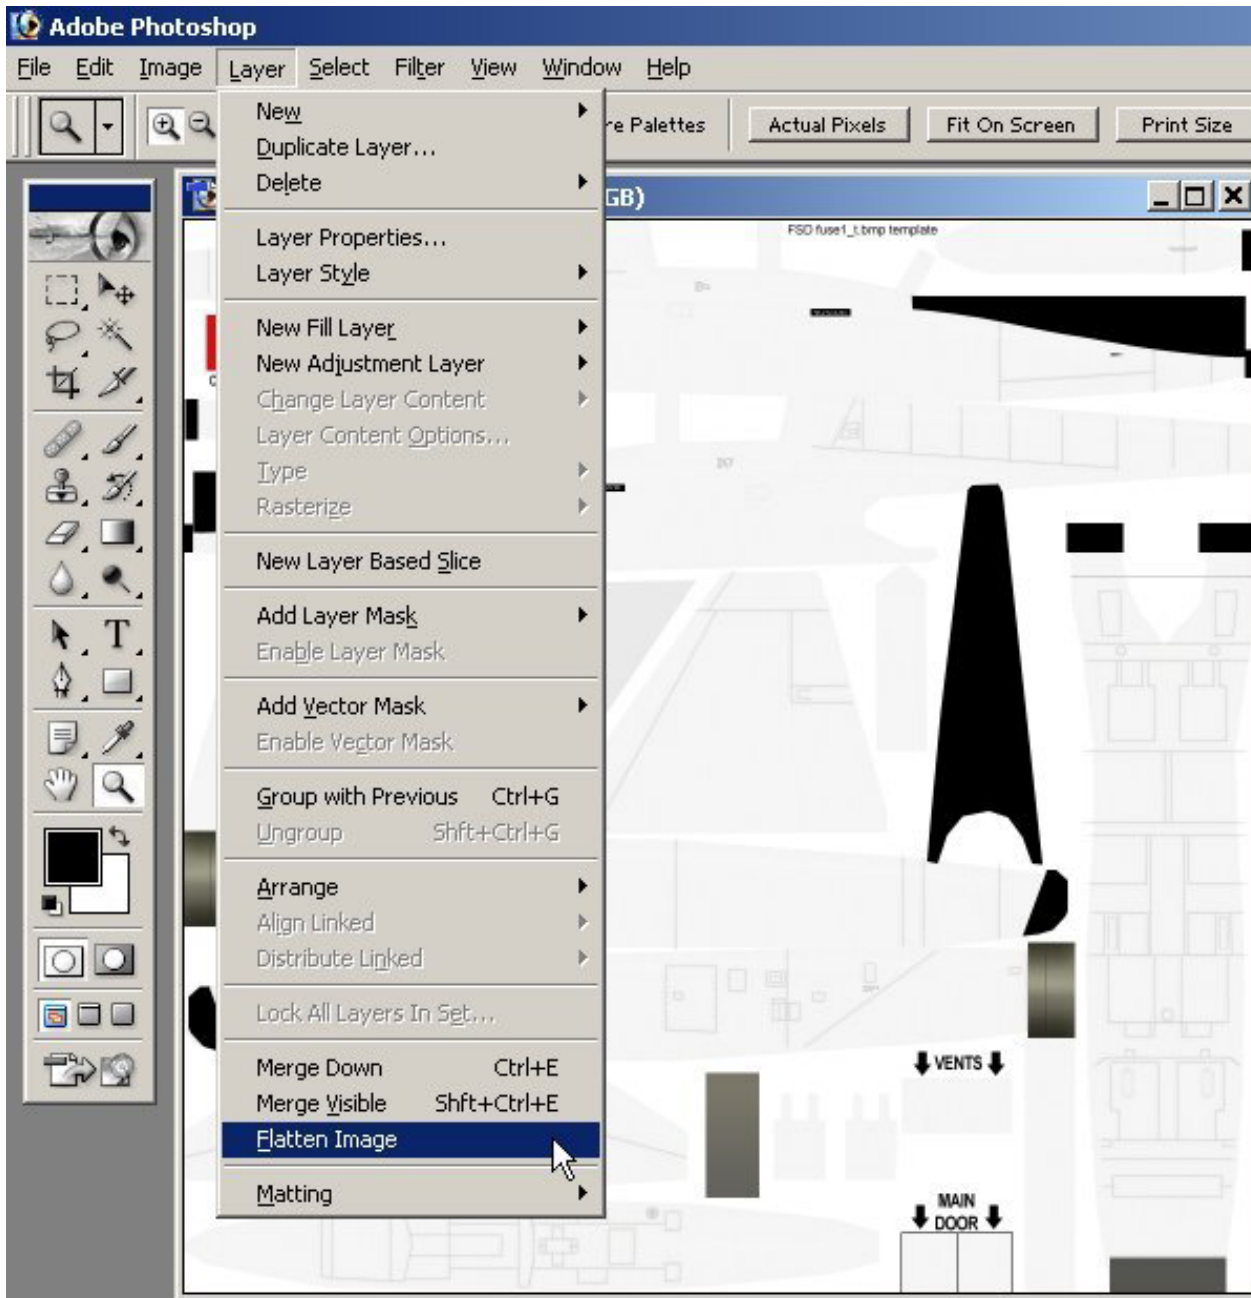 Adobe Photoshop
File Edit Image Layer Select Filter View Window Help
re Palettes Actual Pixels Fit On Screen Print Size
GB)
New
Duplicate Layer...
Delete
Layer Properties...
Layer Style
New Fill Layer
New Adjustment Layer
Change Layer Content
Layer Content Options...
Type
Rasterize
New Layer Based Slice
Add Layer Mask
Enable Layer Mask
Add Vector Mask
Enable Vector Mask
Group with Previous Ctrl+G
Ungroup Shft+Ctrl+G
Arrange
Align Linked
Distribute Linked
Lock All Layers In Set...
Merge Down Ctrl+E
Merge Visible Shft+Ctrl+E
Flatten Image
Matting
T
FSD fuse1_t.bmp template
VENTS
MAIN
DOOR